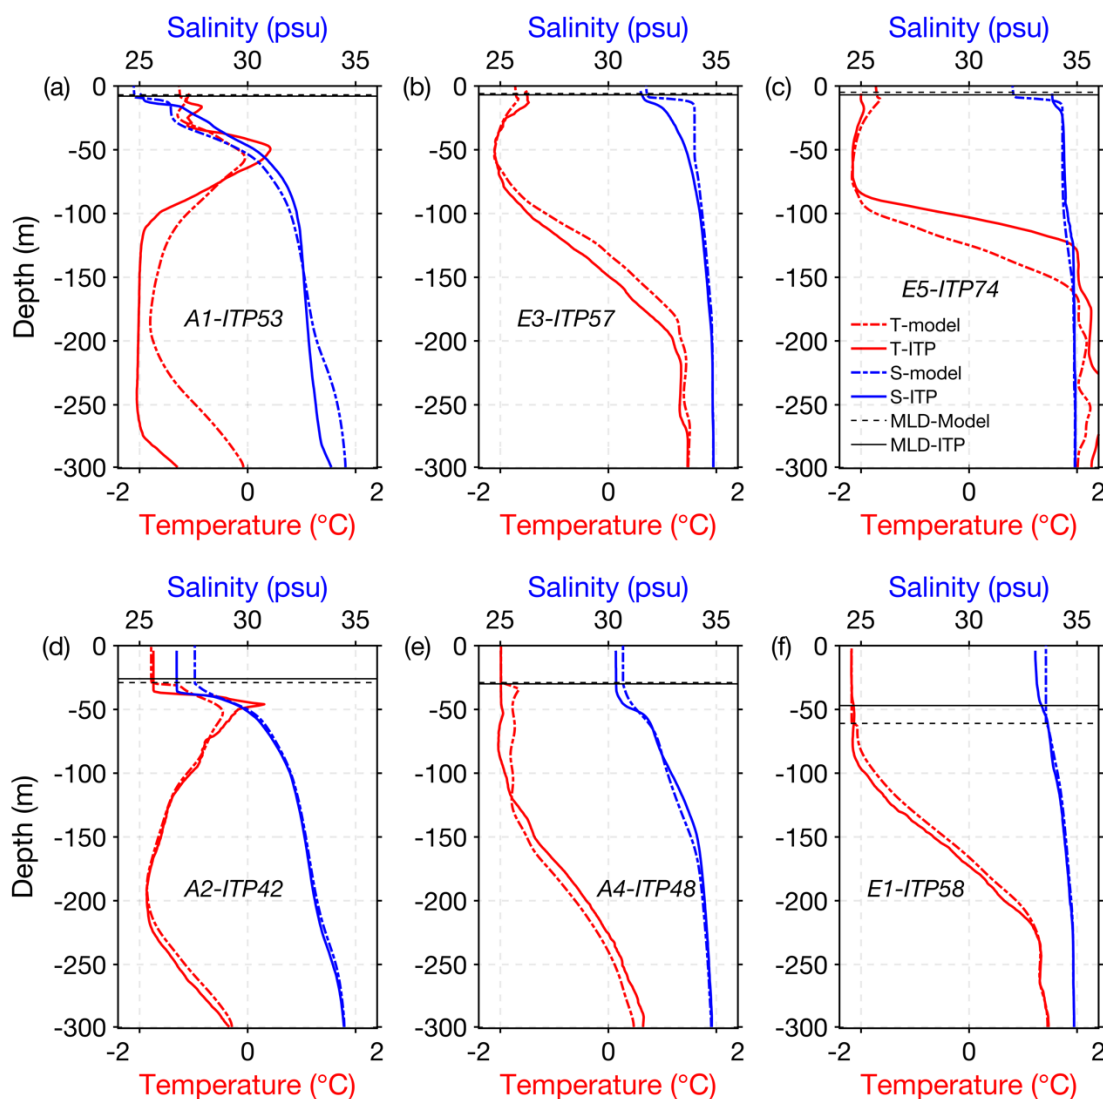 Salinity (psu) Salinity (psu) Salinity (psu)
25 30 35 25 30 35 25 30 35
(a) (b) (c)
0 0 0
-50 -50 -50
-100 -100 -100
-150 -150 -150
-200 -200 -200
-250 -250 -250
-300 -300 -300
Depth (m)
A1-ITP53 E3-ITP57 E5-ITP74
T-model
T-ITP
S-model
S-ITP
MLD-Model
MLD-ITP
-2 0 2 -2 0 2 -2 0 2
Temperature (°C) Temperature (°C) Temperature (°C)
Salinity (psu) Salinity (psu) Salinity (psu)
25 30 35 25 30 35 25 30 35
(d) (e) (f)
0 0 0
-50 -50 -50
-100 -100 -100
-150 -150 -150
-200 -200 -200
-250 -250 -250
-300 -300 -300
Depth (m)
A2-ITP42 A4-ITP48 E1-ITP58
-2 0 2 -2 0 2 -2 0 2
Temperature (°C) Temperature (°C) Temperature (°C)